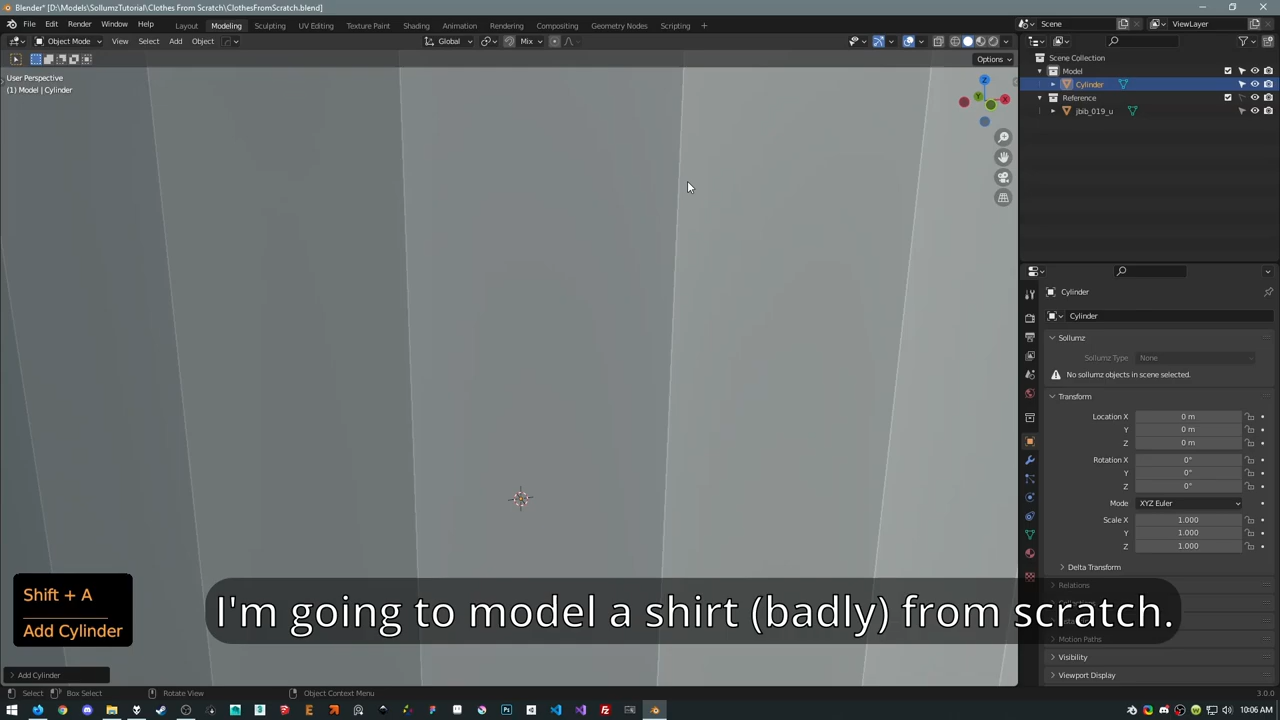 Blender* [D:\Models\SollumzTutorial\Clothes From Scratch\ClothesFromScratch.blend]
File Edit Render Window Help Layout Modeling Sculpting UV Editing Texture Paint Shading Animation Rendering Compositing Geometry Nodes Scripting + Scene ViewLayer
Object Mode View Select Add Object Global Mix
Options
User Perspective
(1) Model | Cylinder
Z
X
Y
Scene Collection
Model
Cylinder
Reference
jbib_019_u
Cylinder
Cylinder
Sollumz
Sollumz Type None
No sollumz objects in scene selected.
Transform
Location X 0 m
Y 0 m
Z 0 m
Rotation X 0°
Y 0°
Z 0°
Mode XYZ Euler
Scale X 1.000
Y 1.000
Z 1.000
Delta Transform
Relations
Motion Paths
Visibility
Viewport Display
Shift + A
Add Cylinder
I'm going to model a shirt (badly) from scratch.
Add Cylinder
Select Box Select Rotate View Object Context Menu 3.0.0
10:06 AM